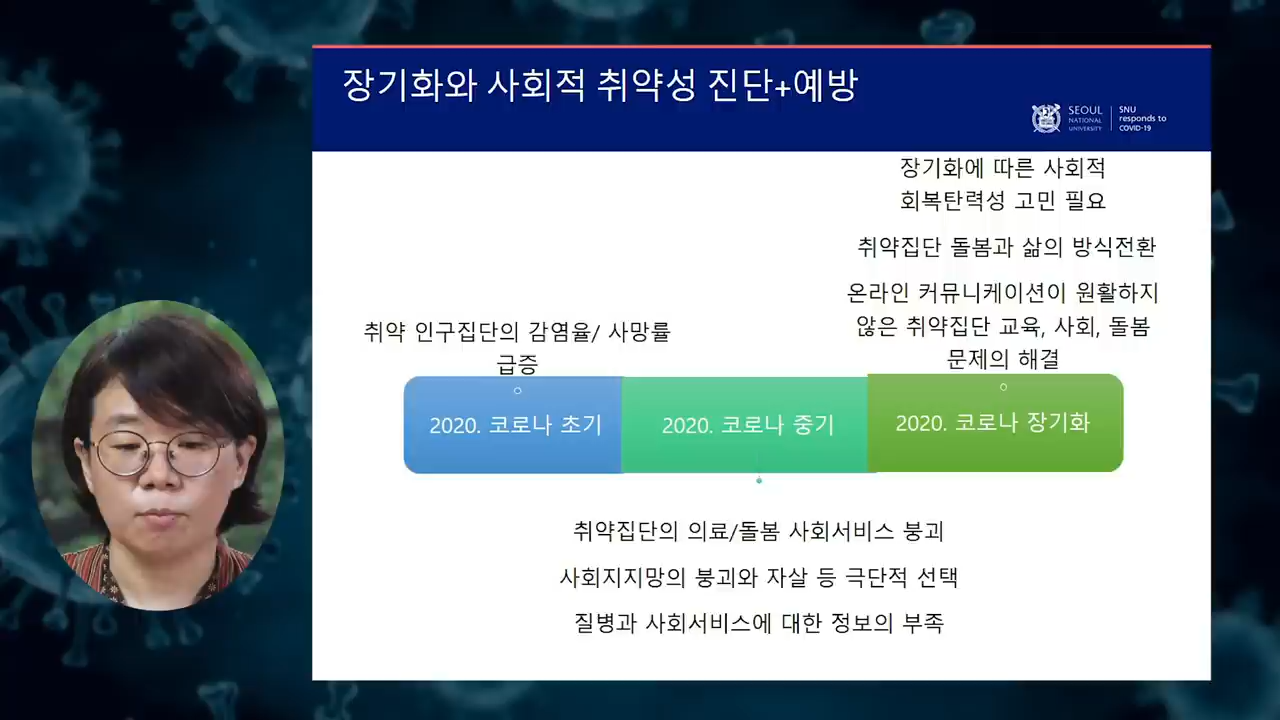 장기화와 사회적 취약성 진단+예방
SEOUL
NATIONAL
UNIVERSITY
SNU
responds to
COVID-19
장기화에 따른 사회적
회복탄력성 고민 필요
취약집단 돌봄과 삶의 방식전환
온라인 커뮤니케이션이 원활하지
않은 취약집단 교육, 사회, 돌봄
문제의 해결
취약 인구집단의 감염율/ 사망률
급증
2020. 코로나 초기
2020. 코로나 중기
2020. 코로나 장기화
취약집단의 의료/돌봄 사회서비스 붕괴
사회지지망의 붕괴와 자살 등 극단적 선택
질병과 사회서비스에 대한 정보의 부족